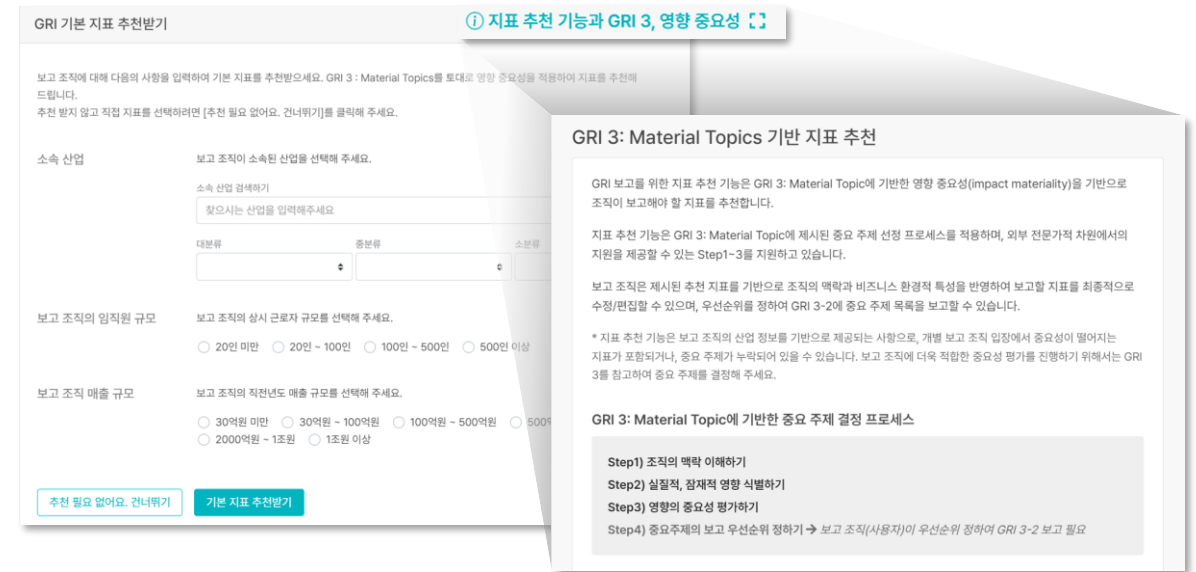 GRI 기본 지표 추천받기
ⓘ 지표 추천 기능과 GRI 3, 영향 중요성
보고 조직에 대해 다음의 사항을 입력하여 기본 지표를 추천받으세요. GRI 3 : Material Topics를 토대로 영향 중요성을 적용하여 지표를 추천해
드립니다.
추천 받지 않고 직접 지표를 선택하려면 [추천 필요 없어요. 건너뛰기]를 클릭해 주세요.
소속 산업
보고 조직이 소속된 산업을 선택해 주세요.
소속 산업 검색하기
찾으시는 산업을 입력해주세요
대분류
중분류
소분류
보고 조직의 임직원 규모
보고 조직의 상시 근로자 규모를 선택해 주세요.
20인 미만
20인 ~ 100인
100인 ~ 500인
500인 이상
보고 조직 매출 규모
보고 조직의 직전년도 매출 규모를 선택해 주세요.
30억원 미만
30억원 ~ 100억원
100억원 ~ 500억원
2000억원 ~ 1조원
1조원 이상
추천 필요 없어요. 건너뛰기
기본 지표 추천받기
GRI 3: Material Topics 기반 지표 추천
GRI 보고를 위한 지표 추천 기능은 GRI 3: Material Topic에 기반한 영향 중요성(impact materiality)을 기반으로
조직이 보고해야 할 지표를 추천합니다.
지표 추천 기능은 GRI 3: Material Topic에 제시된 중요 주제 선정 프로세스를 적용하며, 외부 전문가적 차원에서의
지원을 제공할 수 있는 Step1~3를 지원하고 있습니다.
보고 조직은 제시된 추천 지표를 기반으로 조직의 맥락과 비즈니스 환경적 특성을 반영하여 보고할 지표를 최종적으로
수정/편집할 수 있으며, 우선순위를 정하여 GRI 3-2에 중요 주제 목록을 보고할 수 있습니다.
* 지표 추천 기능은 보고 조직의 산업 정보를 기반으로 제공되는 사항으로, 개별 보고 조직 입장에서 중요성이 떨어지는
지표가 포함되거나, 중요 주제가 누락되어 있을 수 있습니다. 보고 조직에 더욱 적합한 중요성 평가를 진행하기 위해서는 GRI
3를 참고하여 중요 주제를 결정해 주세요.
GRI 3: Material Topic에 기반한 중요 주제 결정 프로세스
Step1) 조직의 맥락 이해하기
Step2) 실질적, 잠재적 영향 식별하기
Step3) 영향의 중요성 평가하기
Step4) 중요주제의 보고 우선순위 정하기 → 보고 조직(사용자)이 우선순위 정하여 GRI 3-2 보고 필요